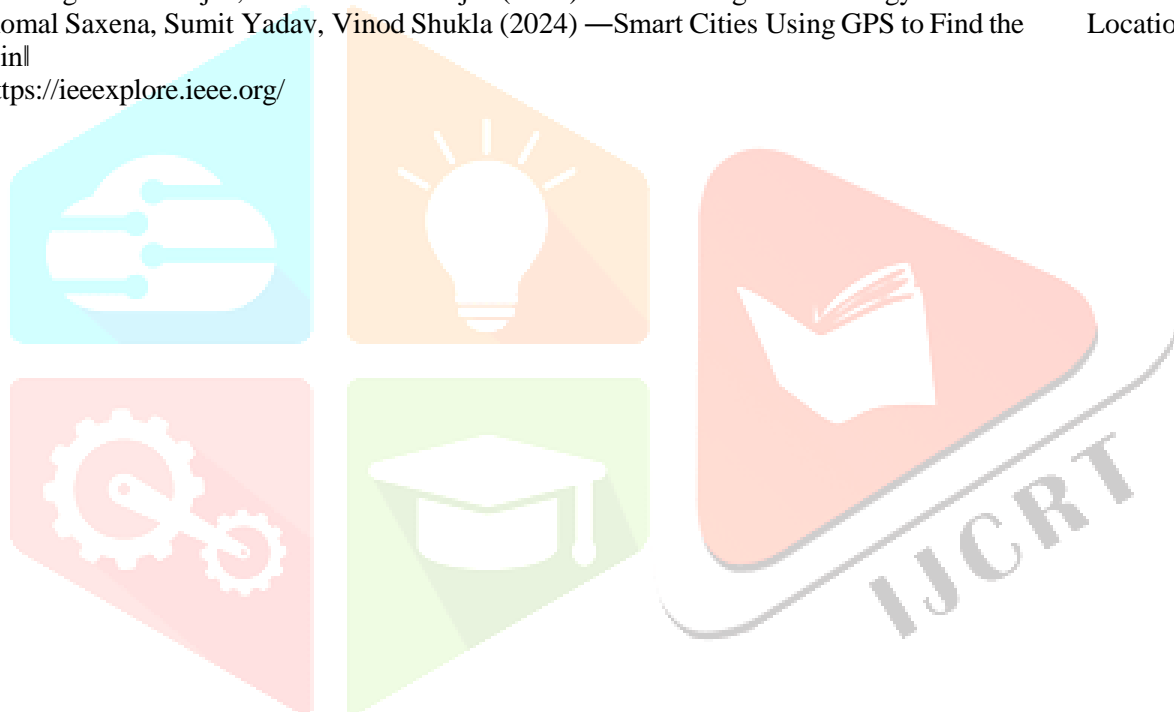 omal Saxena, Sumit Yadav, Vinod Shukla (2024) ―Smart Cities Using GPS to Find the Locatio
in‖
ttps://ieeexplore.ieee.org/
IJCRT